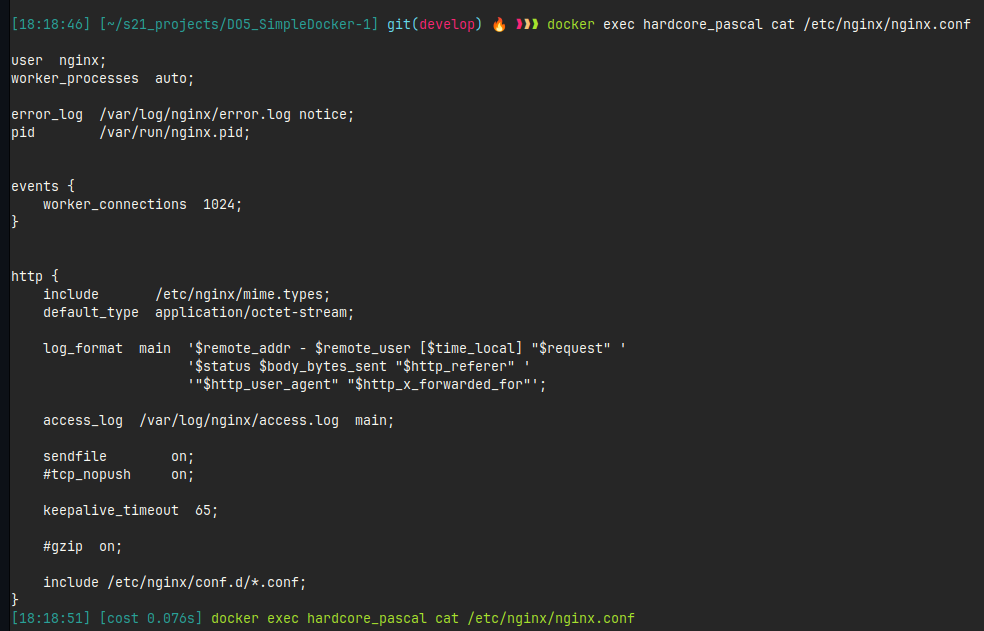 [18:18:46] [~/s21_projects/DO5_SimpleDocker-1] git(develop) 🔥 ❱❱❱ docker exec hardcore_pascal cat /etc/nginx/nginx.conf
user  nginx;
worker_processes  auto;
error_log  /var/log/nginx/error.log notice;
pid        /var/run/nginx.pid;
events {
    worker_connections  1024;
}
http {
    include       /etc/nginx/mime.types;
    default_type  application/octet-stream;
    log_format  main  '$remote_addr - $remote_user [$time_local] "$request" '
                      '$status $body_bytes_sent "$http_referer" '
                      '"$http_user_agent" "$http_x_forwarded_for"';
    access_log  /var/log/nginx/access.log  main;
    sendfile        on;
    #tcp_nopush     on;
    keepalive_timeout  65;
    #gzip  on;
    include /etc/nginx/conf.d/*.conf;
}
[18:18:51] [cost 0.076s] docker exec hardcore_pascal cat /etc/nginx/nginx.conf